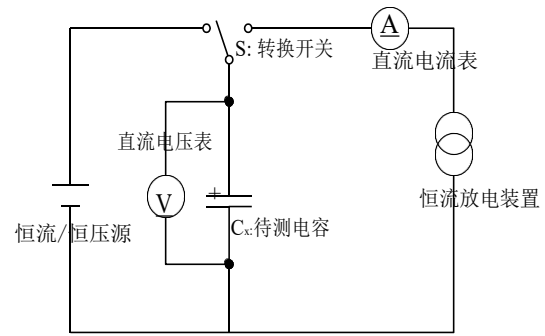 A
S: 转换开关
直流电流表
直流电压表
+
V
恒流放电装置
恒流/恒压源
Cx:待测电容